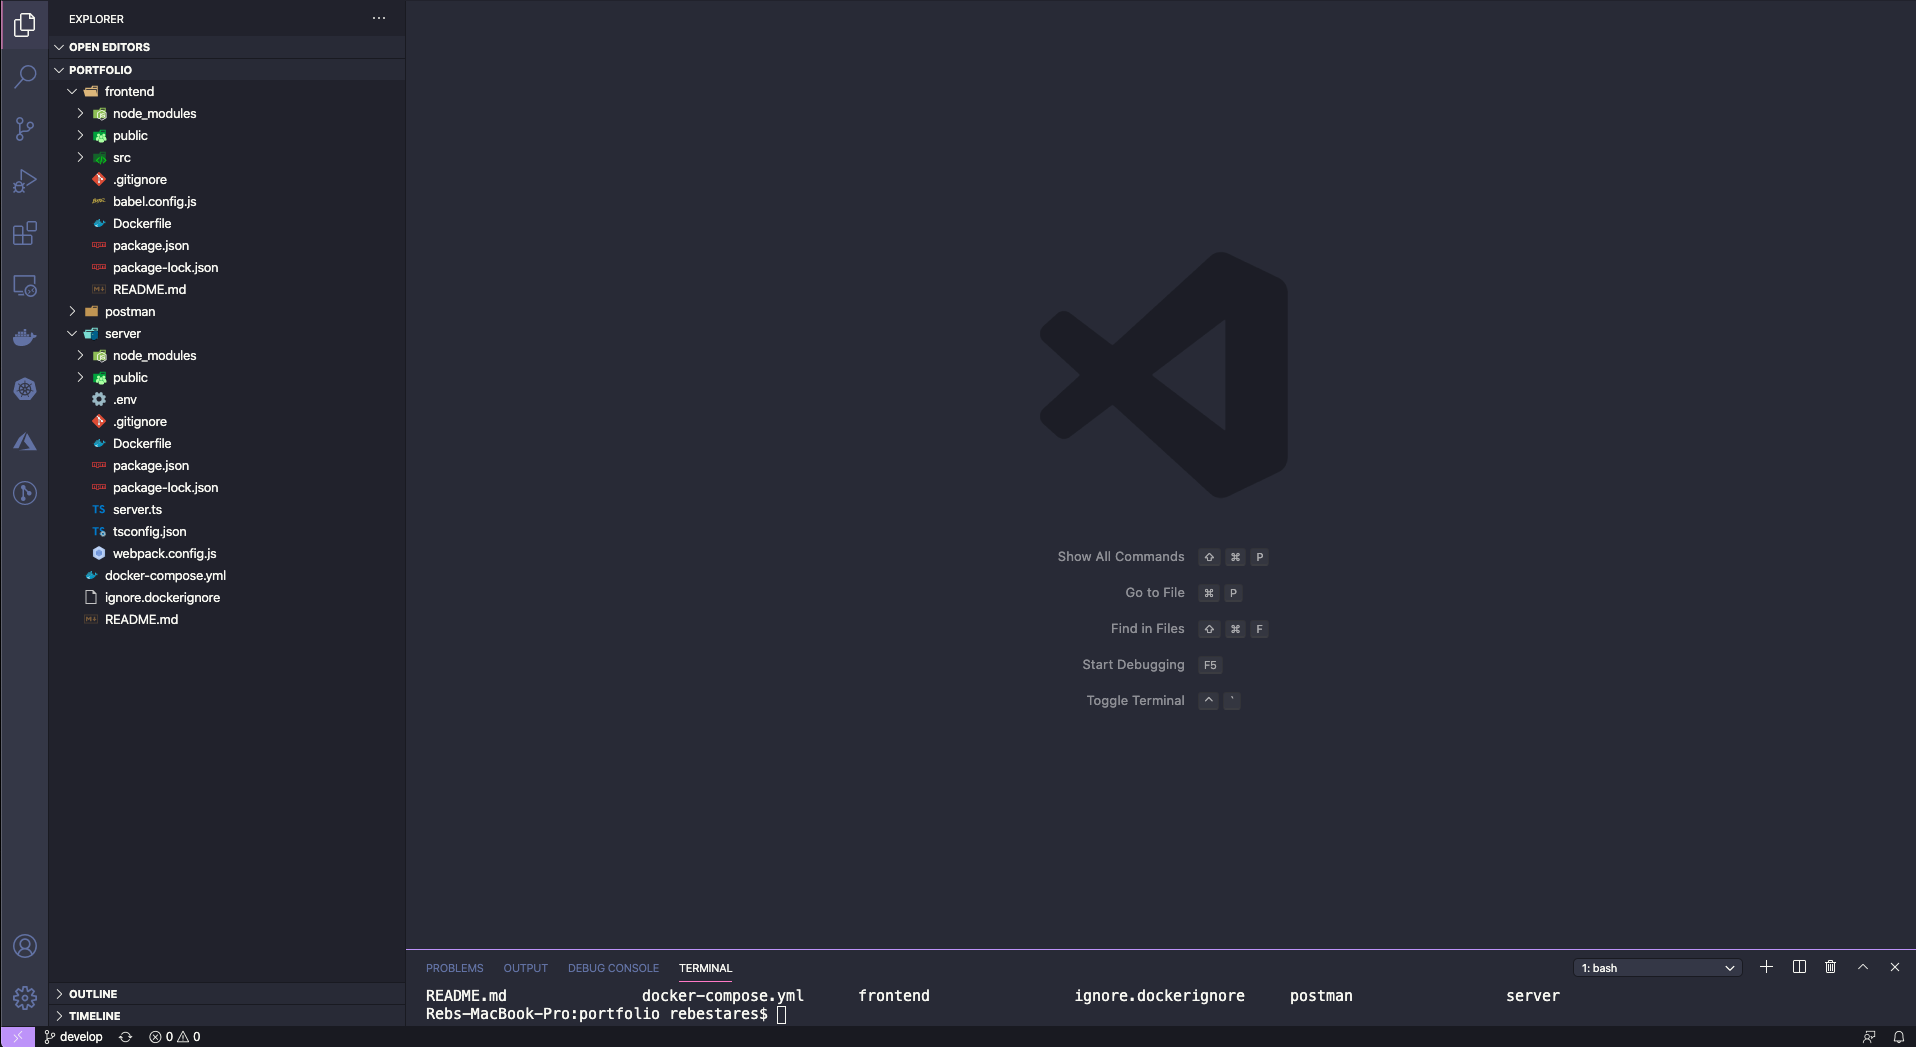 EXPLORER
OPEN EDITORS
PORTFOLIO
frontend
node_modules
public
src
.gitignore
babel.config.js
Dockerfile
package.json
package-lock.json
README.md
postman
server
node_modules
public
.env
.gitignore
Dockerfile
package.json
package-lock.json
TS server.ts
TS tsconfig.json
webpack.config.js
docker-compose.yml
ignore.dockerignore
README.md
OUTLINE
TIMELINE
Show All Commands ⇧ ⌘ P
Go to File ⌘ P
Find in Files ⇧ ⌘ F
Start Debugging F5
Toggle Terminal ^ `
PROBLEMS OUTPUT DEBUG CONSOLE TERMINAL 1: bash
README.md docker-compose.yml frontend ignore.dockerignore postman server
Rebs-MacBook-Pro:portfolio rebestares$
develop 0 0